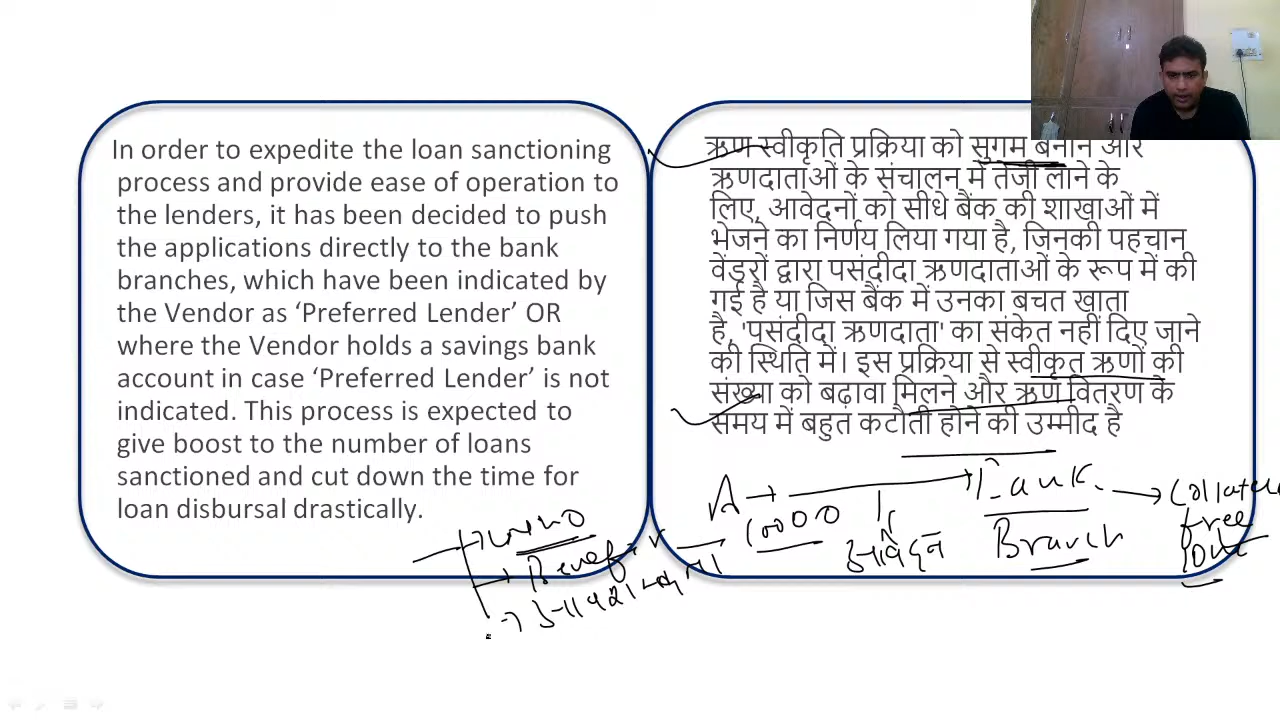 In order to expedite the loan sanctioning
process and provide ease of operation to
the lenders, it has been decided to push
the applications directly to the bank
branches, which have been indicated by
the Vendor as ‘Preferred Lender’ OR
where the Vendor holds a savings bank
account in case ‘Preferred Lender’ is not
indicated. This process is expected to
give boost to the number of loans
sanctioned and cut down the time for
loan disbursal drastically.
ऋण स्वीकृति प्रक्रिया को सुगम बनाने और
ऋणदाताओं के संचालन में तेजी लाने के
लिए, आवेदनों को सीधे बैंक की शाखाओं में
भेजने का निर्णय लिया गया है, जिनकी पहचान
वेंडरों द्वारा पसंदीदा ऋणदाताओं के रूप में की
गई है या जिस बैंक में उनका बचत खाता
है, 'पसंदीदा ऋणदाता' का संकेत नहीं दिए जाने
की स्थिति में। इस प्रक्रिया से स्वीकृत ऋणों की
संख्या को बढ़ावा मिलने और ऋण वितरण के
समय में बहुत कटौती होने की उम्मीद है
A Bank
10000 आवेदन Branch
Collateral
free